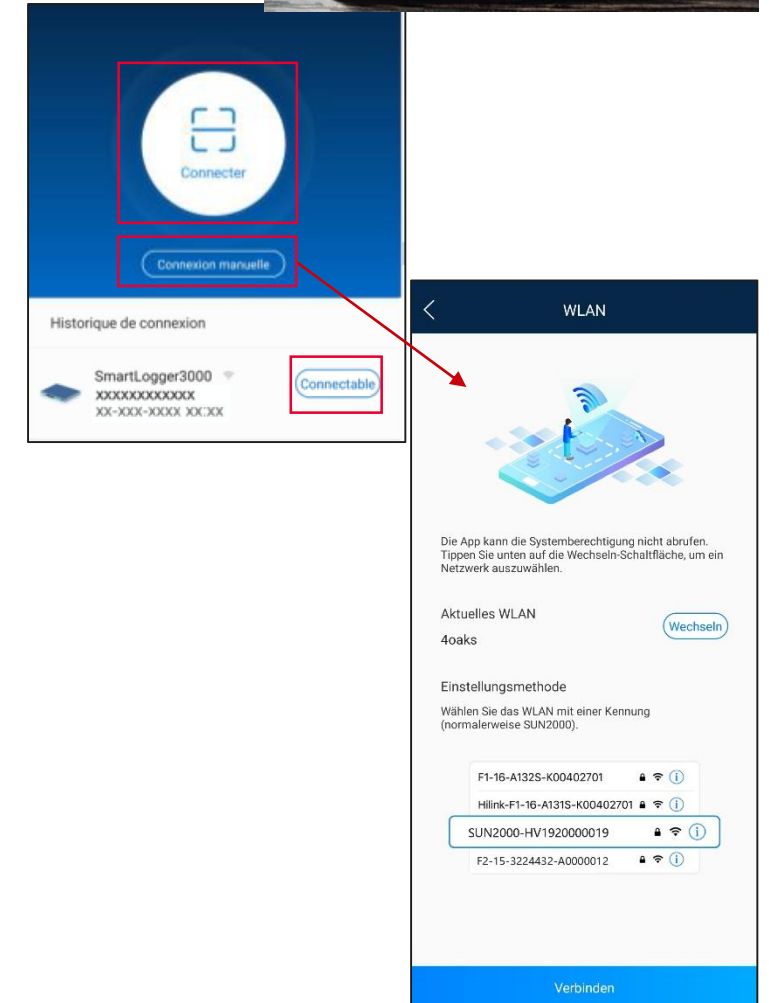 Connecter
Connexion manuelle
Historique de connexion
SmartLogger3000
XXXXXXXXXXXX
XX-XXX-XXXX XX:XX
Connectable
WLAN
Die App kann die Systemberechtigung nicht abrufen.
Tippen Sie unten auf die Wechseln-Schaltfläche, um ein
Netzwerk auszuwählen.
Aktuelles WLAN
4oaks
Wechseln
Einstellungsmethode
Wählen Sie das WLAN mit einer Kennung
(normalerweise SUN2000).
F1-16-A132S-K00402701
Hilink-F1-16-A131S-K00402701
SUN2000-HV1920000019
F2-15-3224432-A0000012
Verbinden